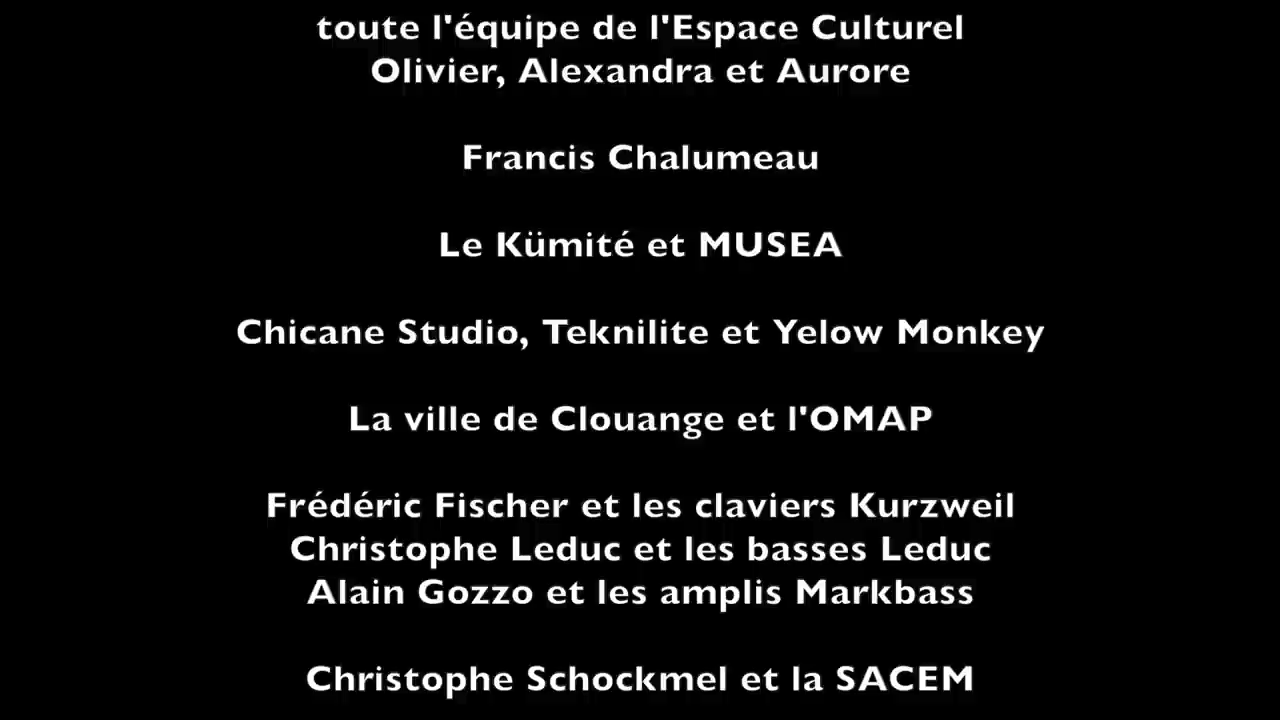 toute l'équipe de l'Espace Culturel
Olivier, Alexandra et Aurore
Francis Chalumeau
Le Kümité et MUSEA
Chicane Studio, Teknilite et Yelow Monkey
La ville de Clouange et l'OMAP
Frédéric Fischer et les claviers Kurzweil
Christophe Leduc et les basses Leduc
Alain Gozzo et les amplis Markbass
Christophe Schockmel et la SACEM